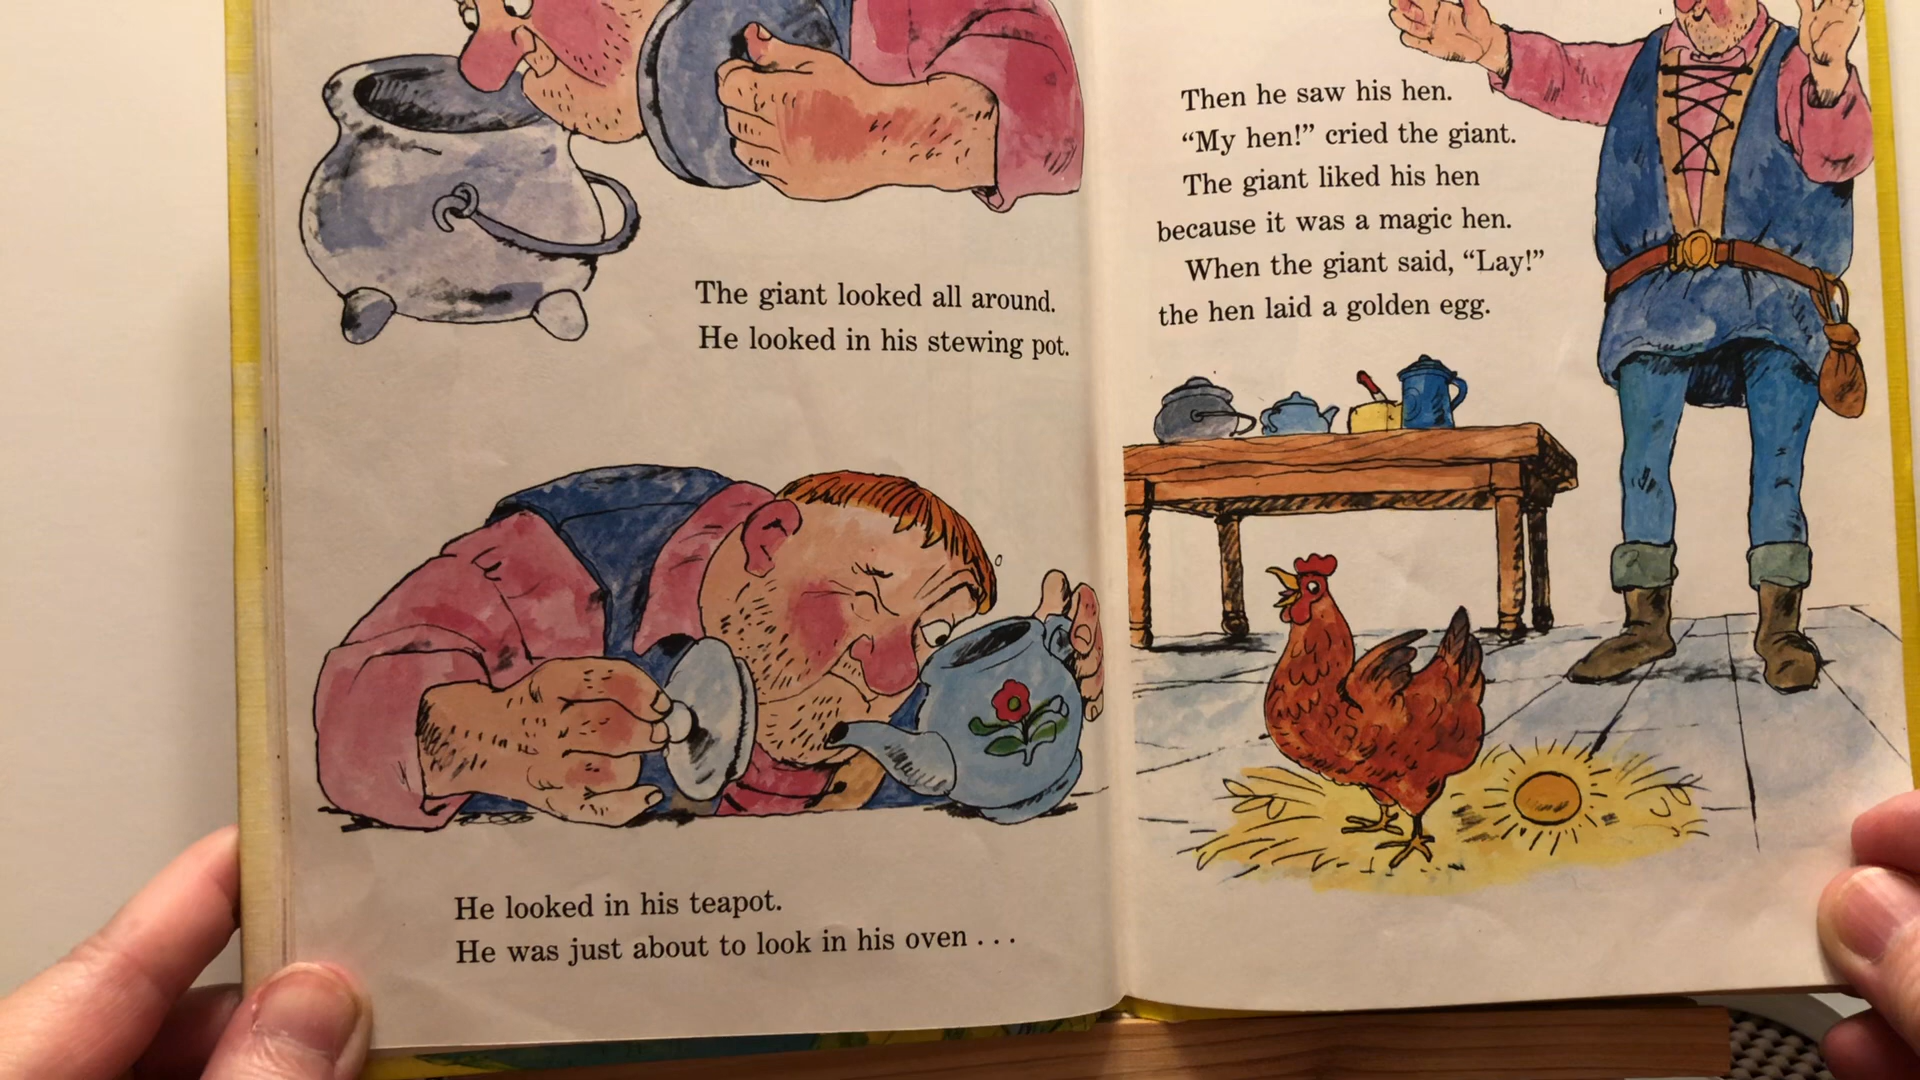 The giant looked all around.
He looked in his stewing pot.
He looked in his teapot.
He was just about to look in his oven . . .
Then he saw his hen.
“My hen!” cried the giant.
The giant liked his hen
because it was a magic hen.
When the giant said, “Lay!”
the hen laid a golden egg.